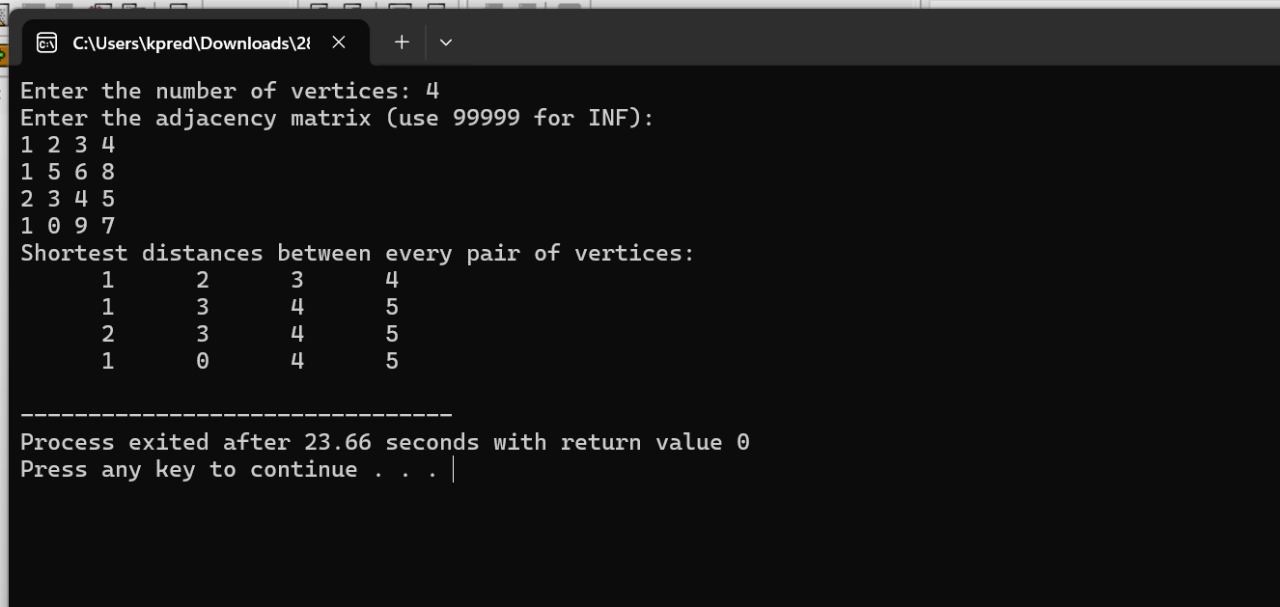 C:\Users\kpred\Downloads\28
Enter the number of vertices: 4
Enter the adjacency matrix (use 99999 for INF):
1 2 3 4
1 5 6 8
2 3 4 5
1 0 9 7
Shortest distances between every pair of vertices:
1 2 3 4
1 3 4 5
2 3 4 5
1 0 4 5
--------------------------------
Process exited after 23.66 seconds with return value 0
Press any key to continue . . .